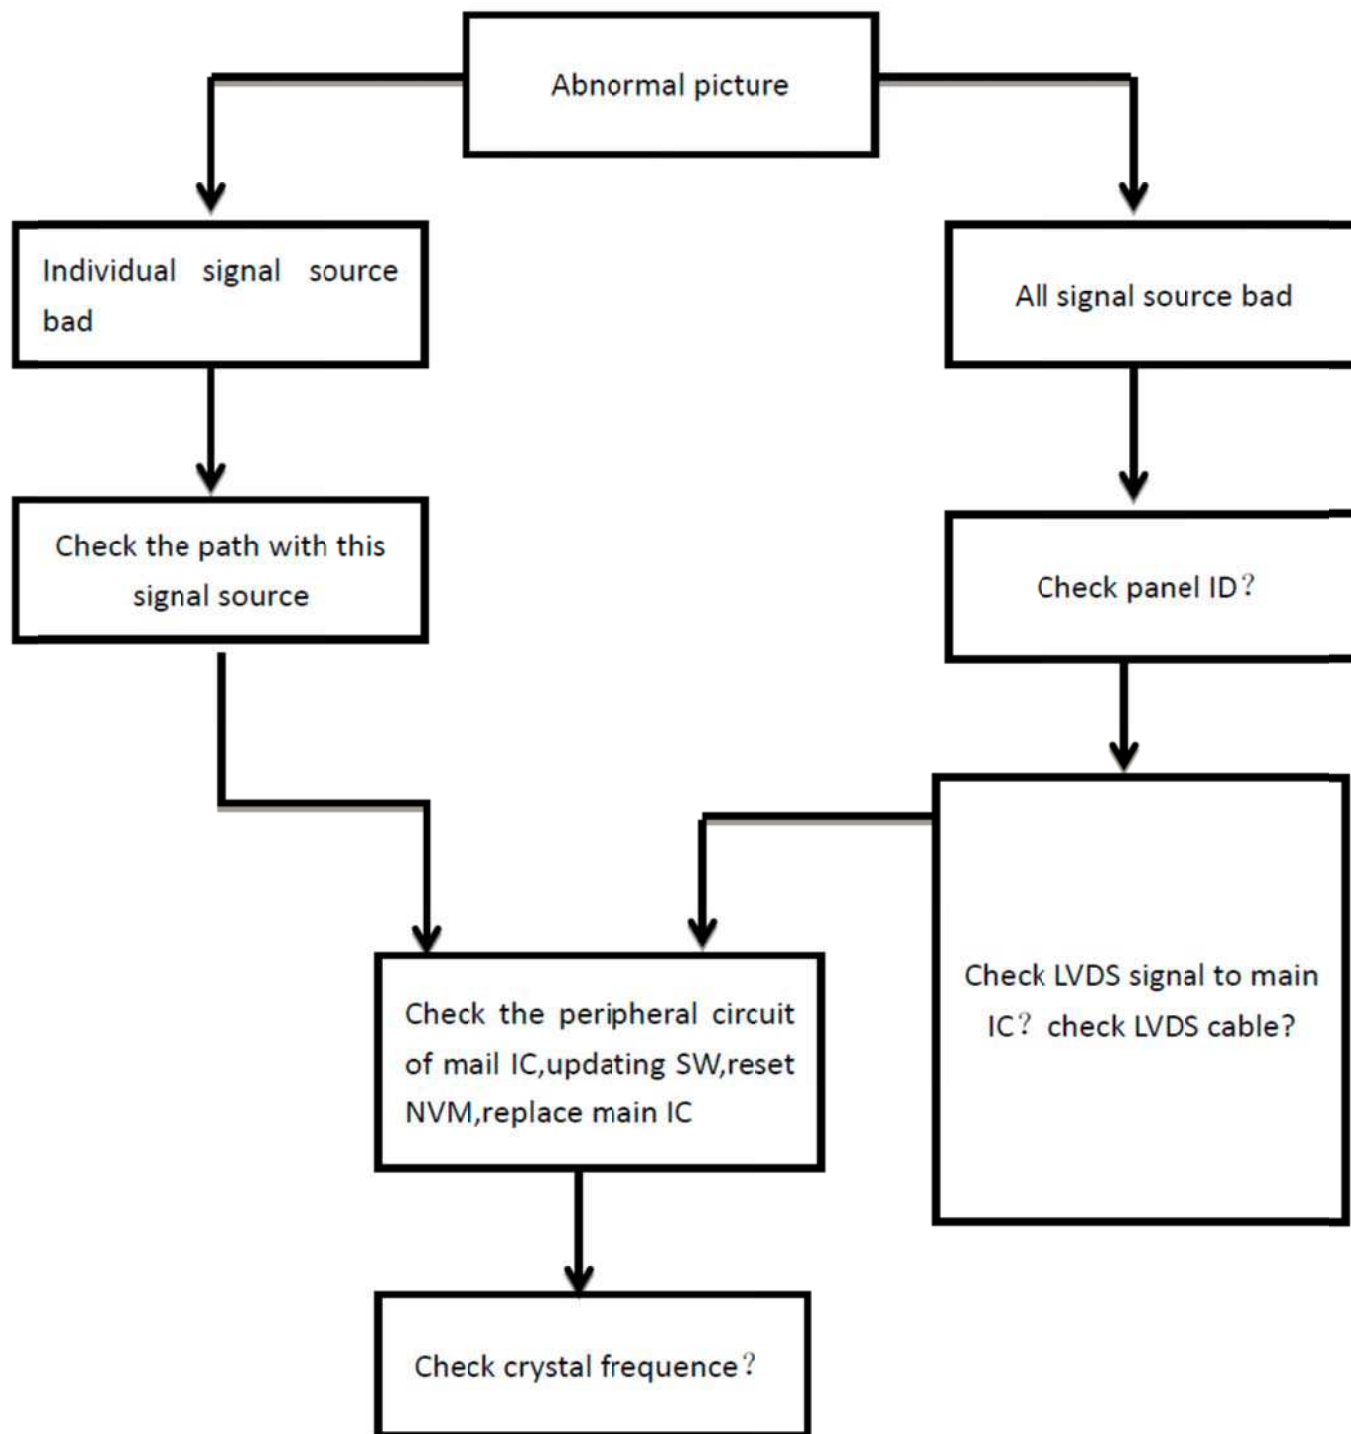 Abnormal picture
Individual signal source
bad
All signal source bad
Check the path with this
signal source
Check panel ID？
Check LVDS signal to main
IC？ check LVDS cable?
Check the peripheral circuit
of mail IC,updating SW,reset
NVM,replace main IC
Check crystal frequence？